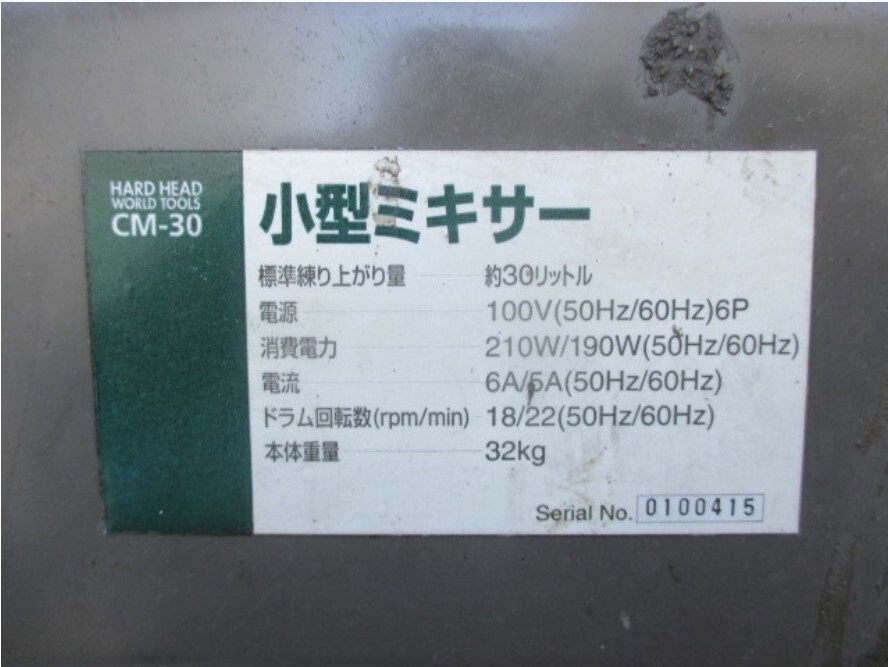 HARD HEAD
WORLD TOOLS
CM-30
小型ミキサー
標準練り上がり量 約30リットル
電源 100V(50Hz/60Hz)6P
消費電力 210W/190W(50Hz/60Hz)
電流 6A/5A(50Hz/60Hz)
ドラム回転数(rpm/min) 18/22(50Hz/60Hz)
本体重量 32kg
Serial No. 0100415